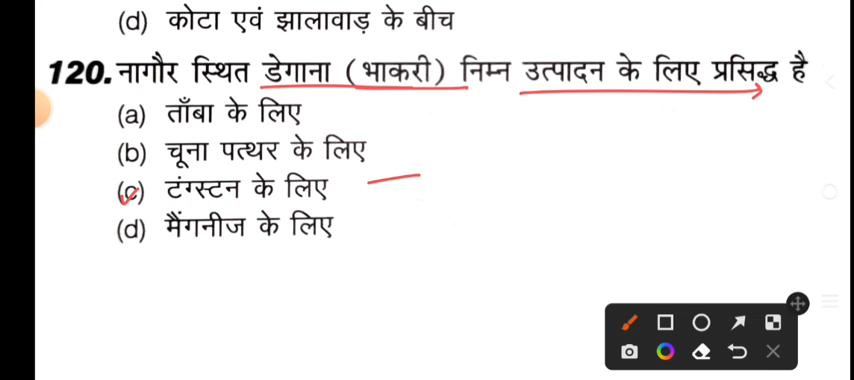 (d) कोटा एवं झालावाड़ के बीच
120. नागौर स्थित डेगाना (भाकरी) निम्न उत्पादन के लिए प्रसिद्ध है
(a) ताँबा के लिए
(b) चूना पत्थर के लिए
(c) टंग्स्टन के लिए
(d) मैंगनीज के लिए